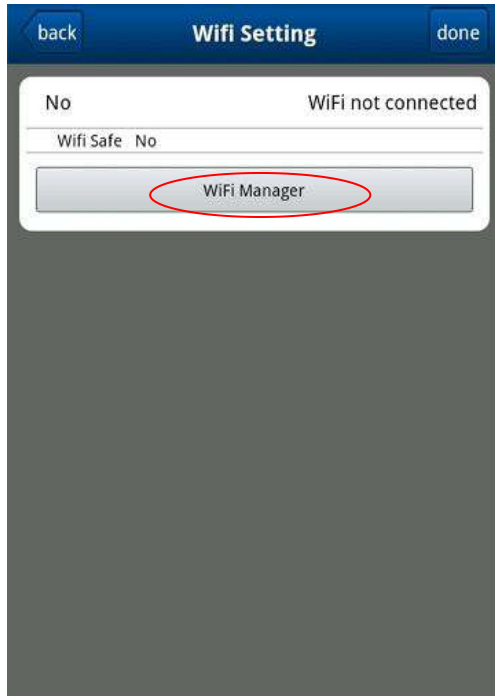 back Wifi Setting done
No WiFi not connected
Wifi Safe No
WiFi Manager